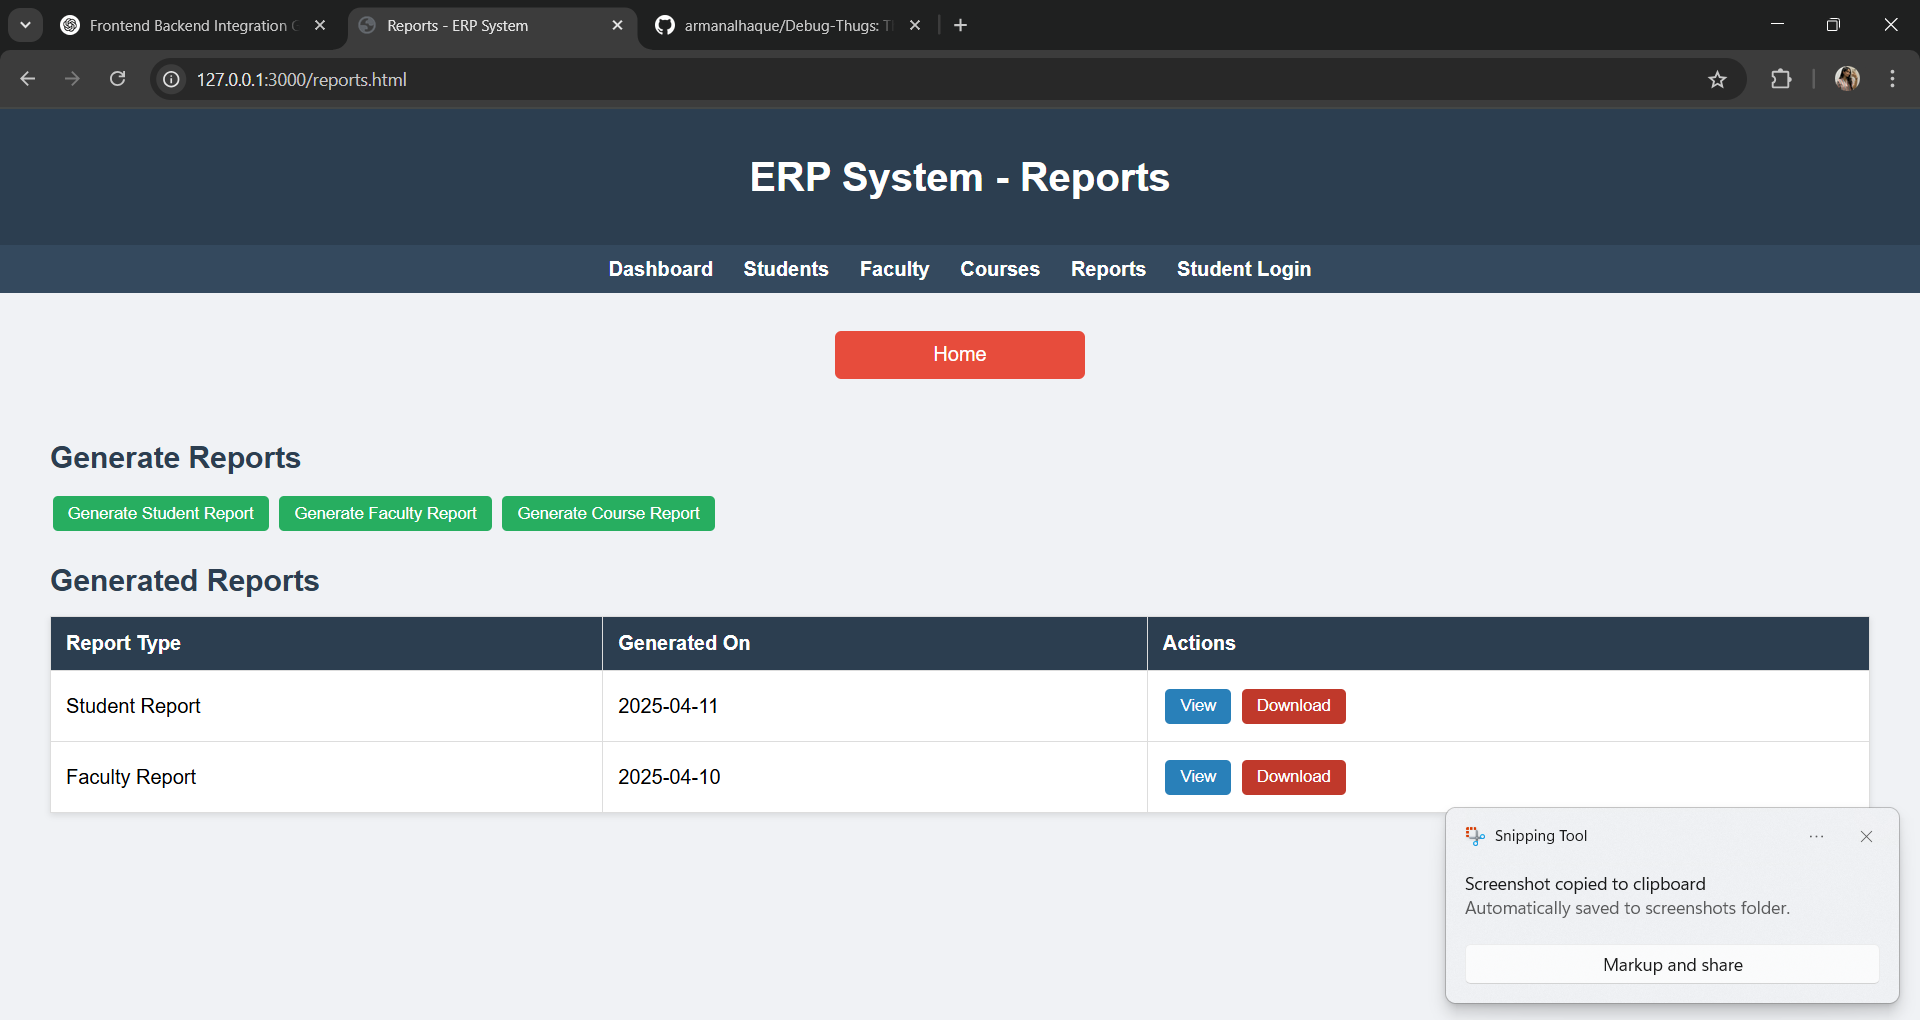 Frontend Backend Integration
Reports - ERP System
armanalhaque/Debug-Thugs:
127.0.0.1:3000/reports.html
ERP System - Reports
Dashboard Students Faculty Courses Reports Student Login
Home
Generate Reports
Generate Student Report Generate Faculty Report Generate Course Report
Generated Reports
Report Type Generated On Actions
Student Report 2025-04-11 View Download
Faculty Report 2025-04-10 View Download
Snipping Tool
Screenshot copied to clipboard
Automatically saved to screenshots folder.
Markup and share